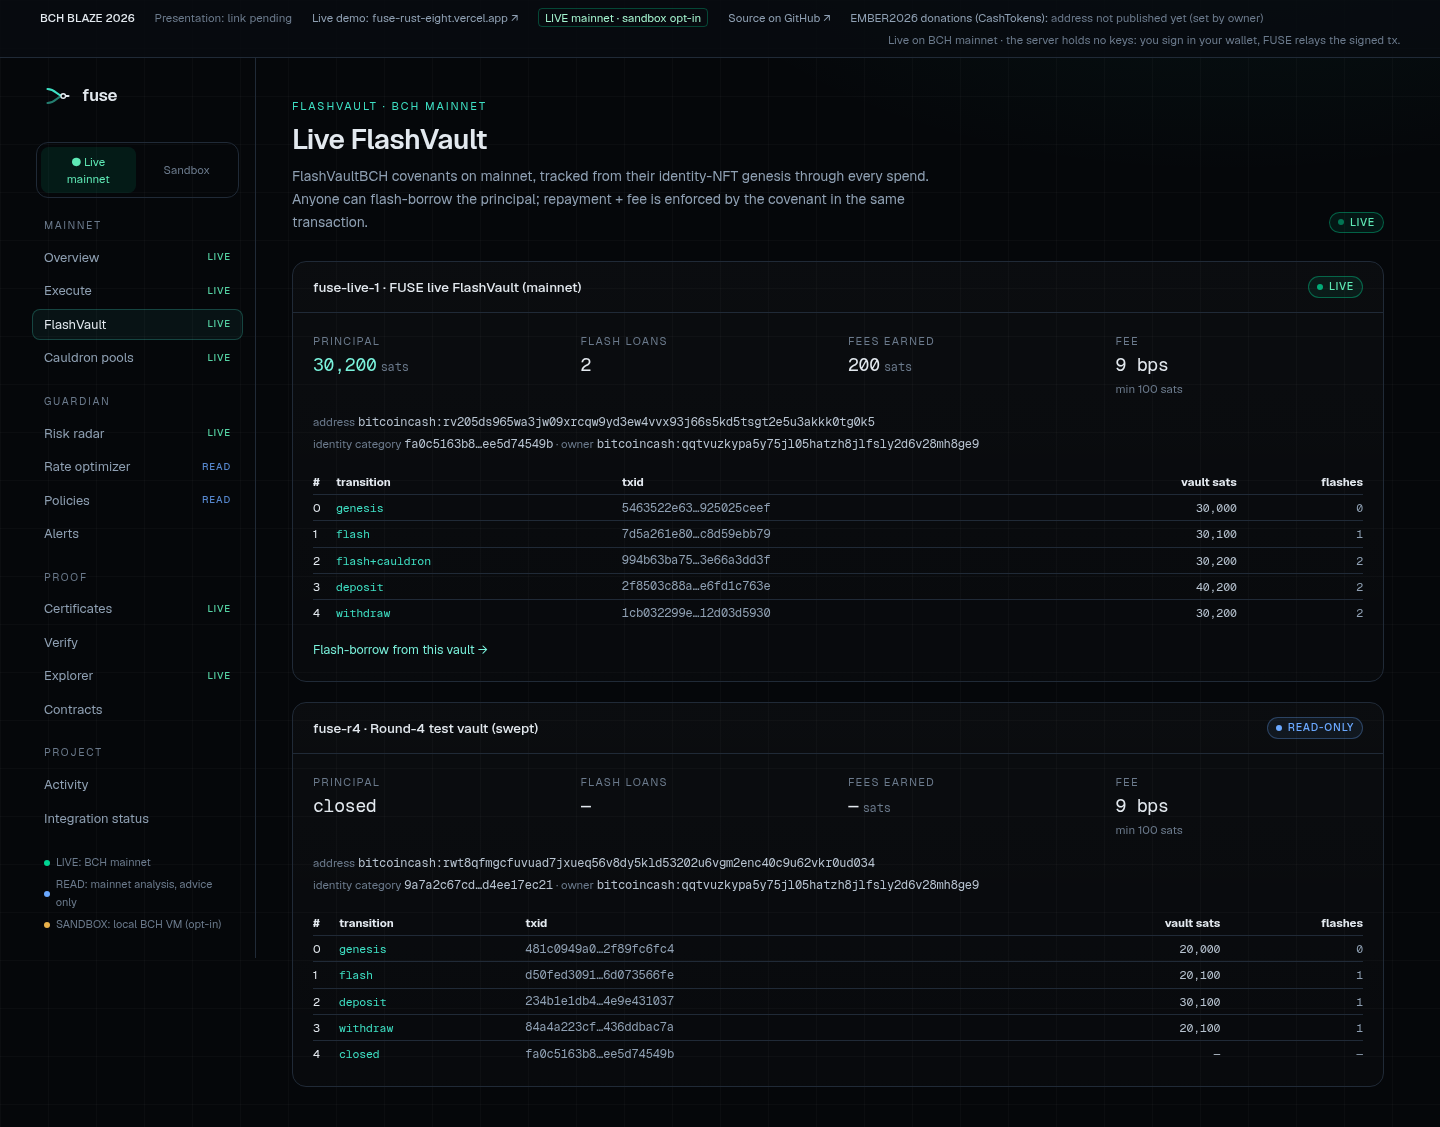 BCH BLAZE 2026 Presentation: link pending Live demo: fuse-rust-eight.vercel.app ↗ LIVE mainnet · sandbox opt-in Source on GitHub ↗ EMBER2026 donations (CashTokens): address not published yet (set by owner)
Live on BCH mainnet · the server holds no keys: you sign in your wallet, FUSE relays the signed tx.
fuse
Live mainnet
Sandbox
MAINNET
Overview LIVE
Execute LIVE
FlashVault LIVE
Cauldron pools LIVE
GUARDIAN
Risk radar LIVE
Rate optimizer READ
Policies READ
Alerts
PROOF
Certificates LIVE
Verify
Explorer LIVE
Contracts
PROJECT
Activity
Integration status
LIVE: BCH mainnet
READ: mainnet analysis, advice
only
SANDBOX: local BCH VM (opt-in)
FLASHVAULT · BCH MAINNET
Live FlashVault
FlashVaultBCH covenants on mainnet, tracked from their identity-NFT genesis through every spend.
Anyone can flash-borrow the principal; repayment + fee is enforced by the covenant in the same
transaction.
LIVE
fuse-live-1 · FUSE live FlashVault (mainnet) LIVE
PRINCIPAL FLASH LOANS FEES EARNED FEE
30,200 sats 2 200 sats 9 bps
min 100 sats
address bitcoincash:rv205ds965wa3jw09xrcqw9yd3ew4vvx93j66s5kd5tsgt2e5u3akkk0tg0k5
identity category fa0c5163b8…ee5d74549b · owner bitcoincash:qqtvuzkypa5y75jl05hatzh8jlfsly2d6v28mh8ge9
# transition txid vault sats flashes
0 genesis 5463522e63…925025ceef 30,000 0
1 flash 7d5a261e80…c8d59ebb79 30,100 1
2 flash+cauldron 994b63ba75…3e66a3dd3f 30,200 2
3 deposit 2f8503c88a…e6fd1c763e 40,200 2
4 withdraw 1cb032299e…12d03d5930 30,200 2
Flash-borrow from this vault →
fuse-r4 · Round-4 test vault (swept) READ-ONLY
PRINCIPAL FLASH LOANS FEES EARNED FEE
closed – – sats 9 bps
min 100 sats
address bitcoincash:rwt8qfmgcfuvuad7jxueq56v8dy5kld53202u6vgm2enc40c9u62vkr0ud034
identity category 9a7a2c67cd…d4ee17ec21 · owner bitcoincash:qqtvuzkypa5y75jl05hatzh8jlfsly2d6v28mh8ge9
# transition txid vault sats flashes
0 genesis 481c0949a0…2f89fc6fc4 20,000 0
1 flash d50fed3091…6d073566fe 20,100 1
2 deposit 234b1e1db4…4e9e431037 30,100 1
3 withdraw 84a4a223cf…436ddbac7a 20,100 1
4 closed fa0c5163b8…ee5d74549b – –